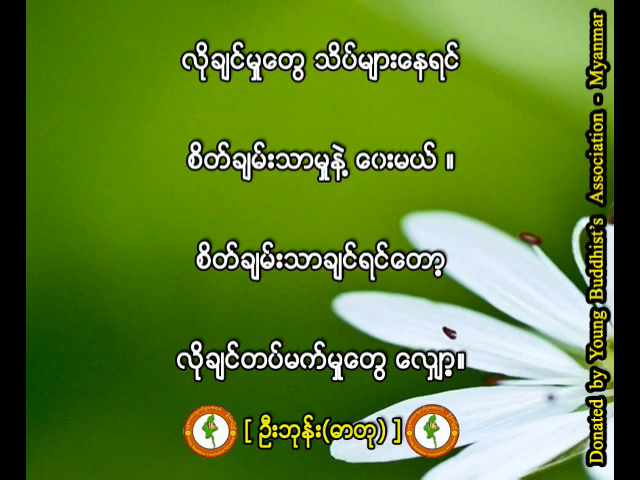 လိုချင်မှုတွေ သိပ်များနေရင်
စိတ်ချမ်းသာမှုနဲ့ ဝေးမယ် ။
စိတ်ချမ်းသာချင်ရင်တော့
လိုချင်တပ်မက်မှုတွေ လျှော့။
[ ဦးဘုန်း(ဓာတု) ]
Donated by Young Buddhist's Association - Myanmar